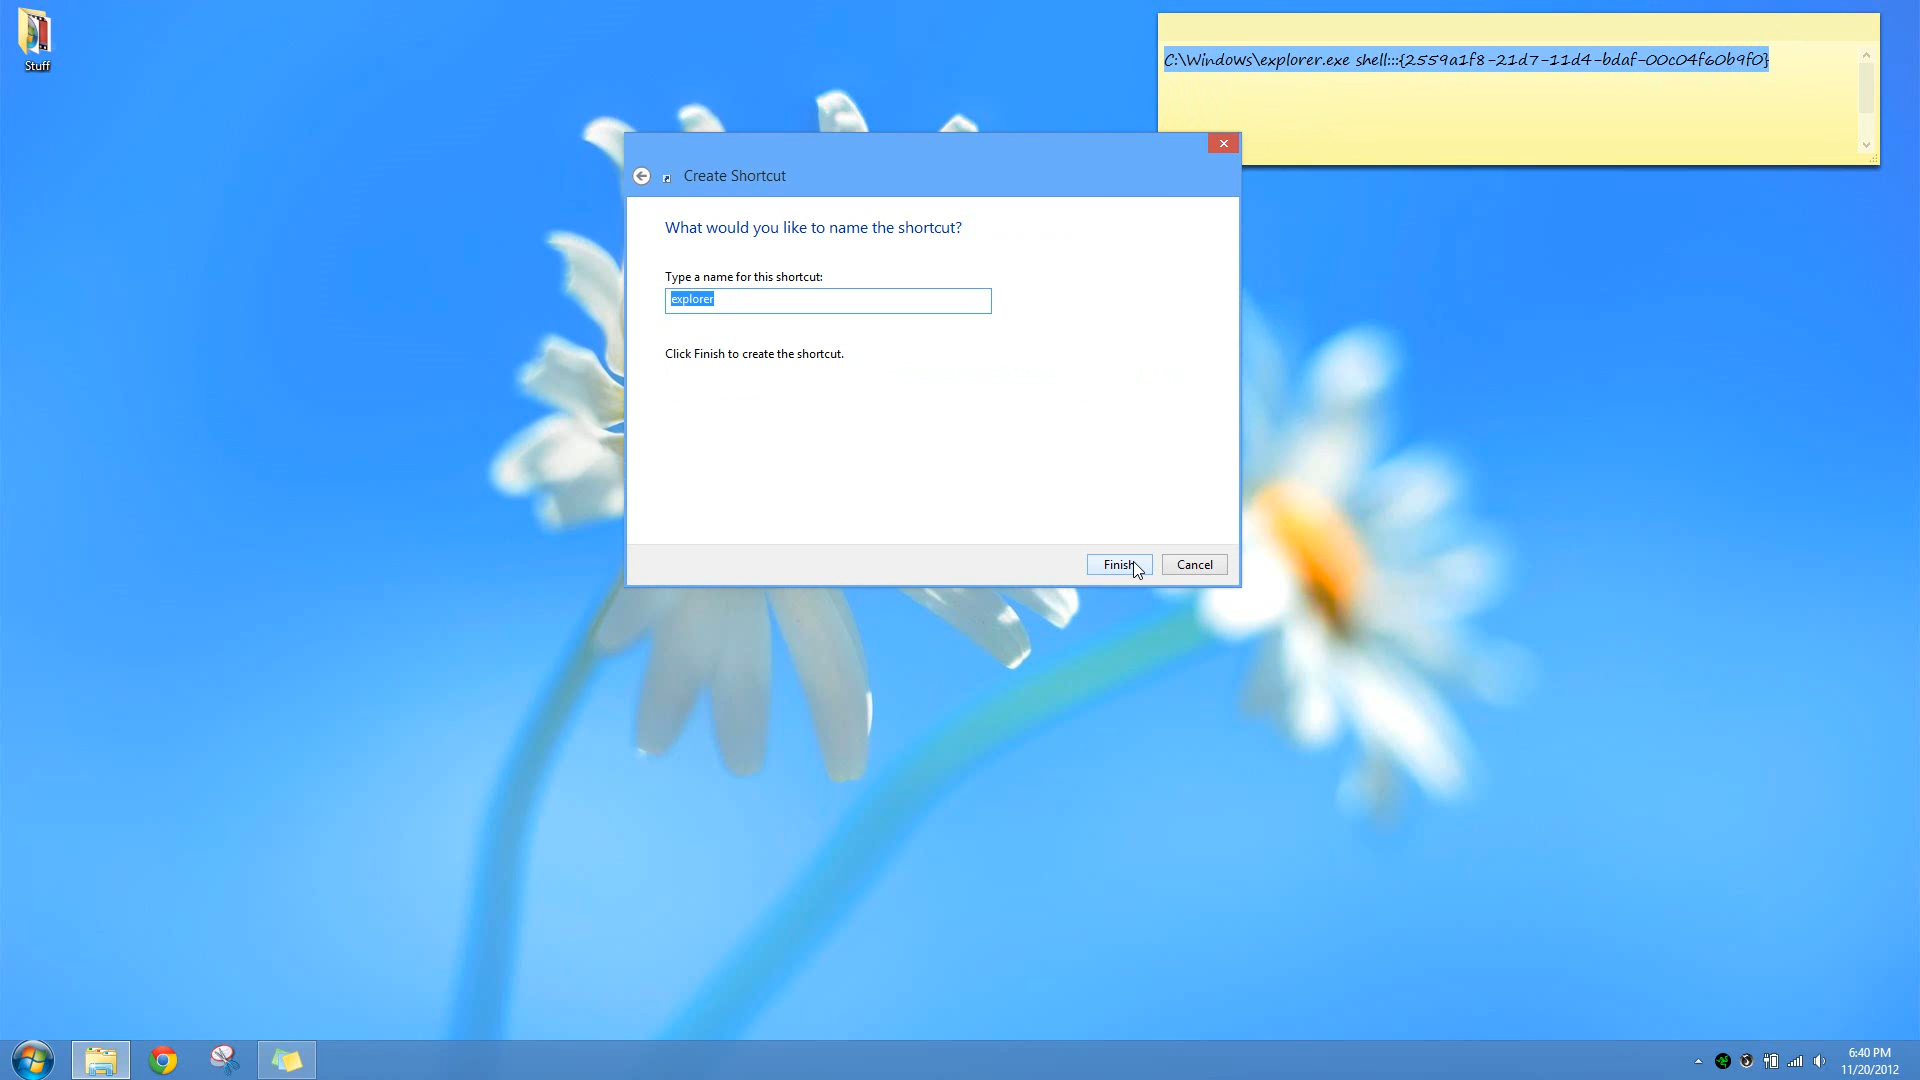 Stuff
C:\Windows\explorer.exe shell:::{2559a1f8-21d7-11d4-bdaf-00c04f60b9f0}
Create Shortcut
What would you like to name the shortcut?
Type a name for this shortcut:
explorer
Click Finish to create the shortcut.
Finish
Cancel
6:40 PM
11/20/2012